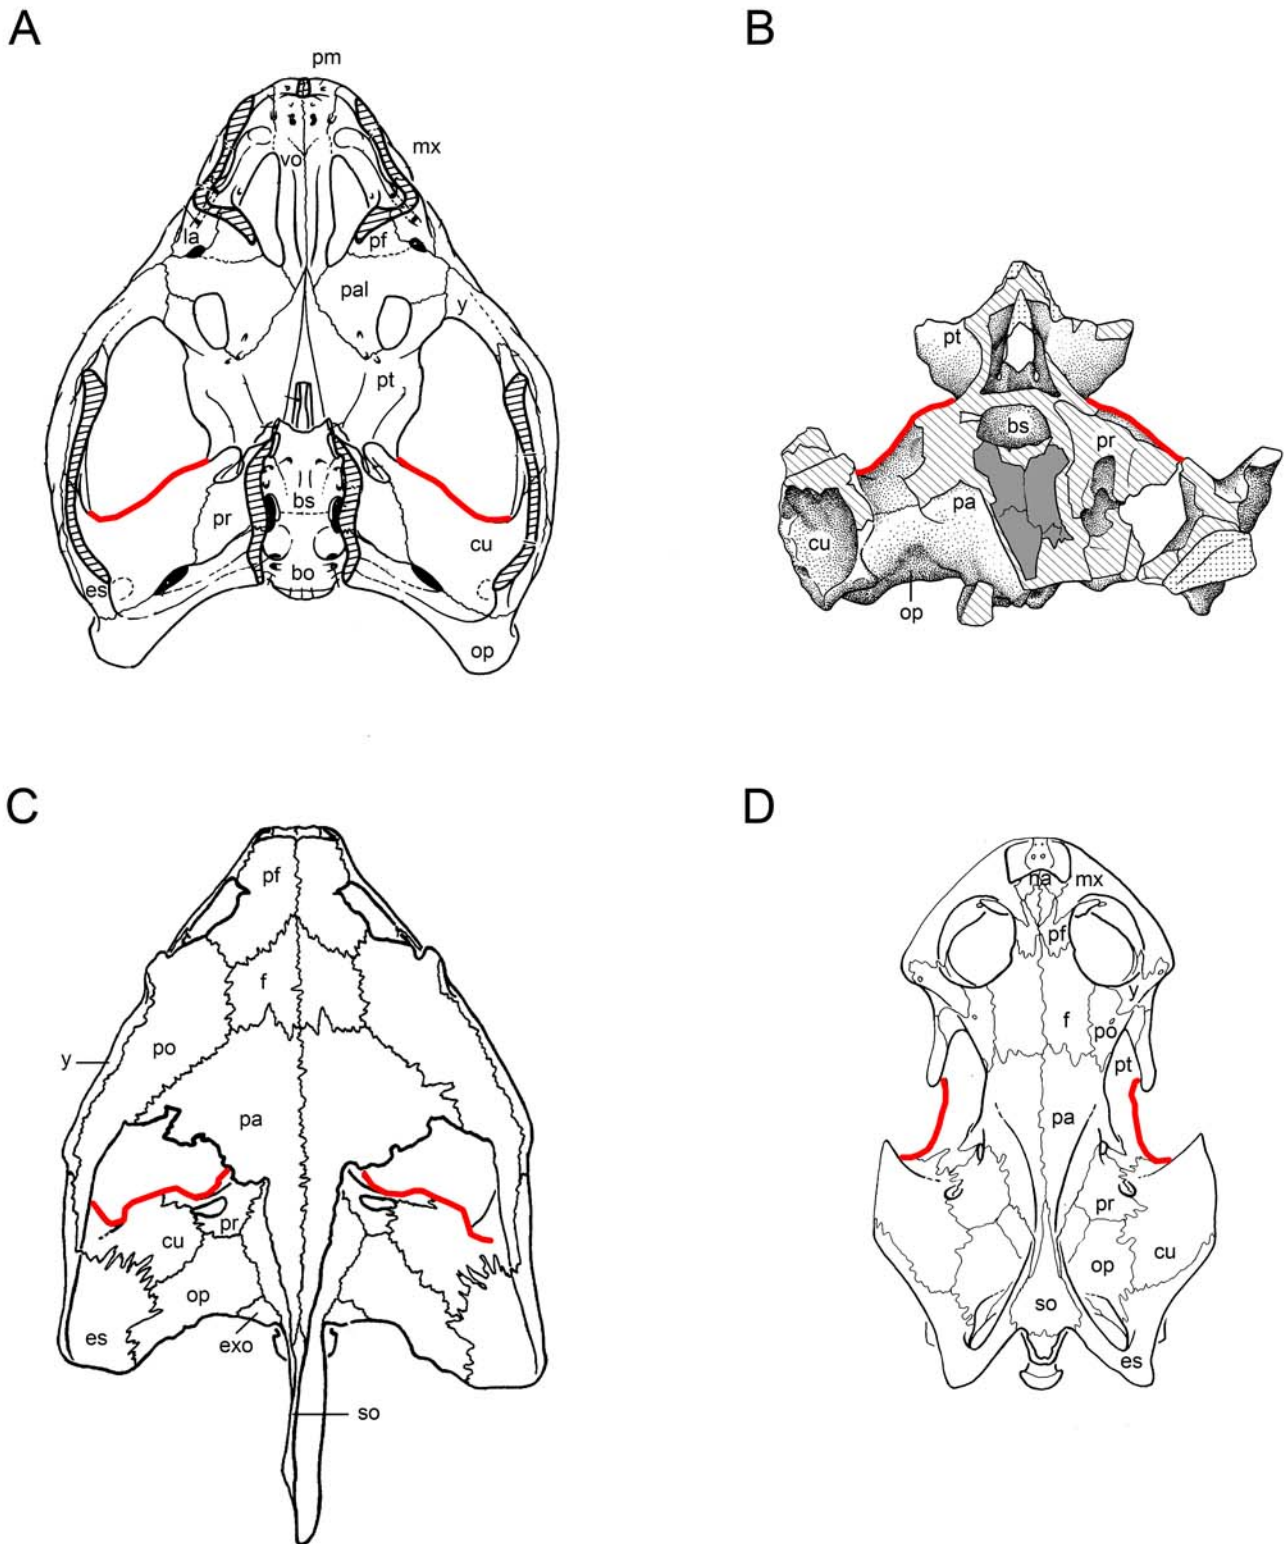 A
B
pm
mx
vo
la
pf
pal
y
pt
bs
pr
cu
es
bo
op
pt
bs
pr
pa
cu
op
C
D
pf
f
po
y
pa
pr
cu
op
es
exo
so
na
mx
pf
y
f
po
pt
pa
pr
cu
op
so
es